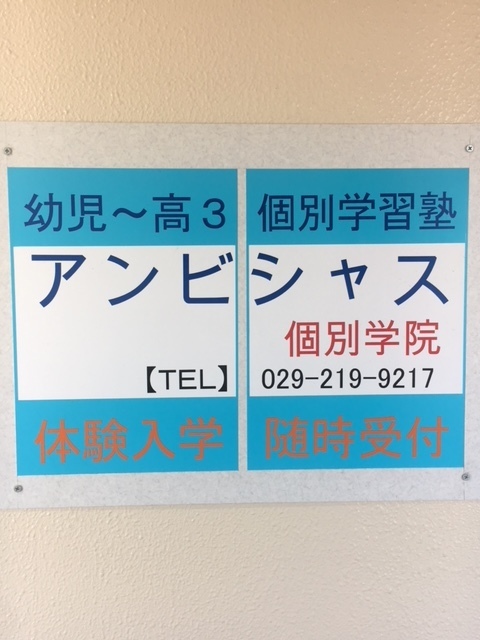 幼児～高3 個別学習塾
アンビシャス
個別学院
【TEL】 029-219-9217
体験入学 随時受付